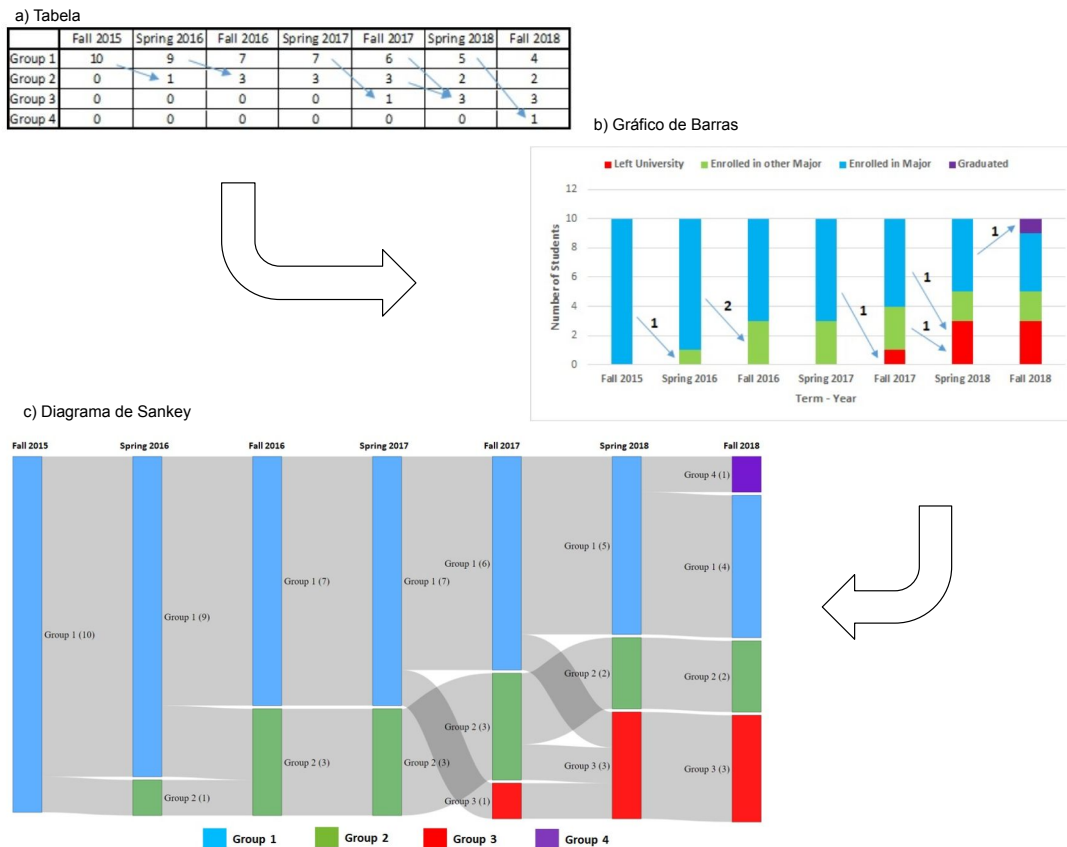 a) Tabela
Fall 2015 Spring 2016 Fall 2016 Spring 2017 Fall 2017 Spring 2018 Fall 2018
Group 1 10 9 7 7 6 5 4
Group 2 0 1 3 3 3 2 2
Group 3 0 0 0 0 1 3 3
Group 4 0 0 0 0 0 0 1
b) Gráfico de Barras
Left University Enrolled in other Major Enrolled in Major Graduated
Number of Students
12
10
8
6
4
2
0
1
2
1
1
1
1
Fall 2015 Spring 2016 Fall 2016 Spring 2017 Fall 2017 Spring 2018 Fall 2018
Term - Year
c) Diagrama de Sankey
Fall 2015 Spring 2016 Fall 2016 Spring 2017 Fall 2017 Spring 2018 Fall 2018
Group 1 (10)
Group 1 (9)
Group 2 (1)
Group 1 (7)
Group 2 (3)
Group 1 (7)
Group 2 (3)
Group 1 (6)
Group 2 (3)
Group 3 (1)
Group 1 (5)
Group 2 (2)
Group 3 (3)
Group 4 (1)
Group 1 (4)
Group 2 (2)
Group 3 (3)
Group 1 Group 2 Group 3 Group 4